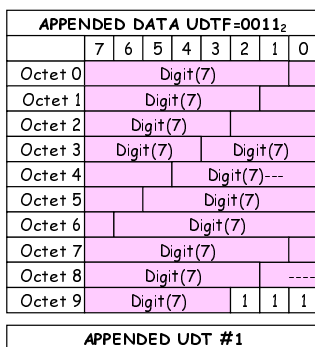 APPENDED DATA UDTF=0011₂
7 6 5 4 3 2 1 0
Octet 0 Digit(7)
Octet 1 Digit(7)
Octet 2 Digit(7)
Octet 3 Digit(7) Digit(7)
Octet 4 Digit(7)---
Octet 5 Digit(7)
Octet 6 Digit(7)
Octet 7 Digit(7)
Octet 8 Digit(7) ----
Octet 9 Digit(7) 1 1 1
APPENDED UDT #1